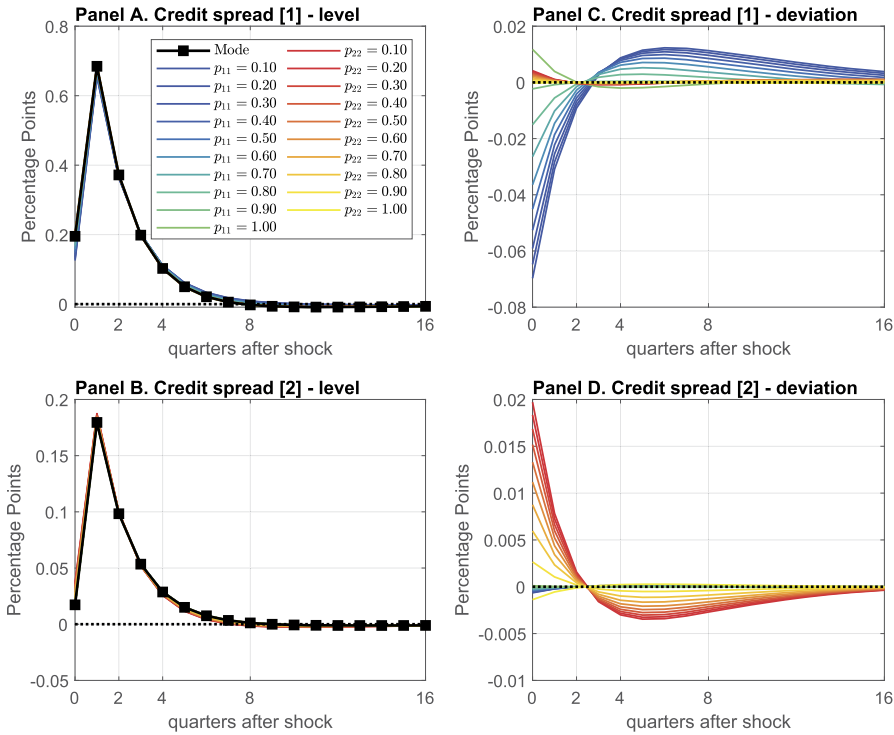 Panel A. Credit spread [1] - level
Percentage Points
0.8
0.6
0.4
0.2
0
0 2 4 8 16
quarters after shock
Mode
p11 = 0.10
p11 = 0.20
p11 = 0.30
p11 = 0.40
p11 = 0.50
p11 = 0.60
p11 = 0.70
p11 = 0.80
p11 = 0.90
p11 = 1.00
p22 = 0.10
p22 = 0.20
p22 = 0.30
p22 = 0.40
p22 = 0.50
p22 = 0.60
p22 = 0.70
p22 = 0.80
p22 = 0.90
p22 = 1.00
Panel C. Credit spread [1] - deviation
Percentage Points
0.02
0
-0.02
-0.04
-0.06
-0.08
0 2 4 8 16
quarters after shock
Panel B. Credit spread [2] - level
Percentage Points
0.2
0.15
0.1
0.05
0
-0.05
0 2 4 8 16
quarters after shock
Panel D. Credit spread [2] - deviation
Percentage Points
0.02
0.015
0.01
0.005
0
-0.005
-0.01
0 2 4 8 16
quarters after shock